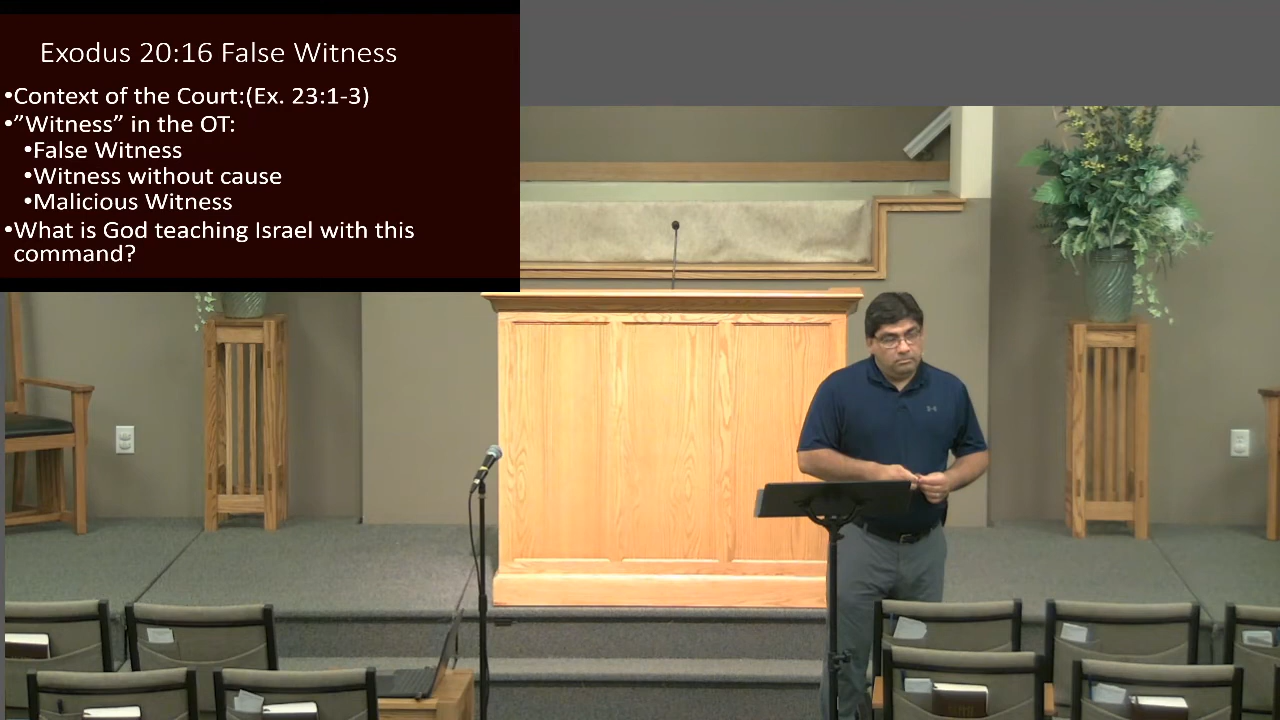 Exodus 20:16 False Witness
•Context of the Court:(Ex. 23:1-3)
•”Witness” in the OT:
•False Witness
•Witness without cause
•Malicious Witness
•What is God teaching Israel with this
command?